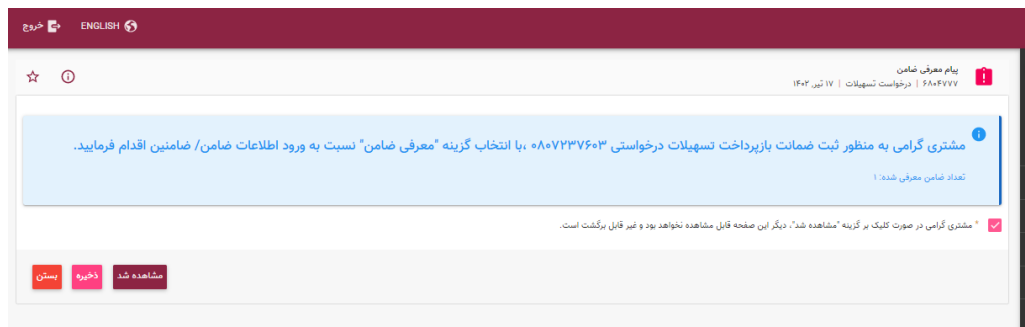 خروج ENGLISH
پیام معرفی ضامن
۶۸۰۴۷۷۷ | درخواست تسهیلات | ۱۷ تیر, ۱۴۰۲
مشتری گرامی به منظور ثبت ضمانت بازپرداخت تسهیلات درخواستی ۰۸۰۷۲۳۷۶۰۳ ،با انتخاب گزینه "معرفی ضامن" نسبت به ورود اطلاعات ضامن/ ضامنین اقدام فرمایید.
تعداد ضامن معرفی شده: ۱
* مشتری گرامی در صورت کلیک بر گزینه "مشاهده شد"، دیگر این صفحه قابل مشاهده نخواهد بود و غیر قابل برگشت است.
مشاهده شد ذخیره بستن